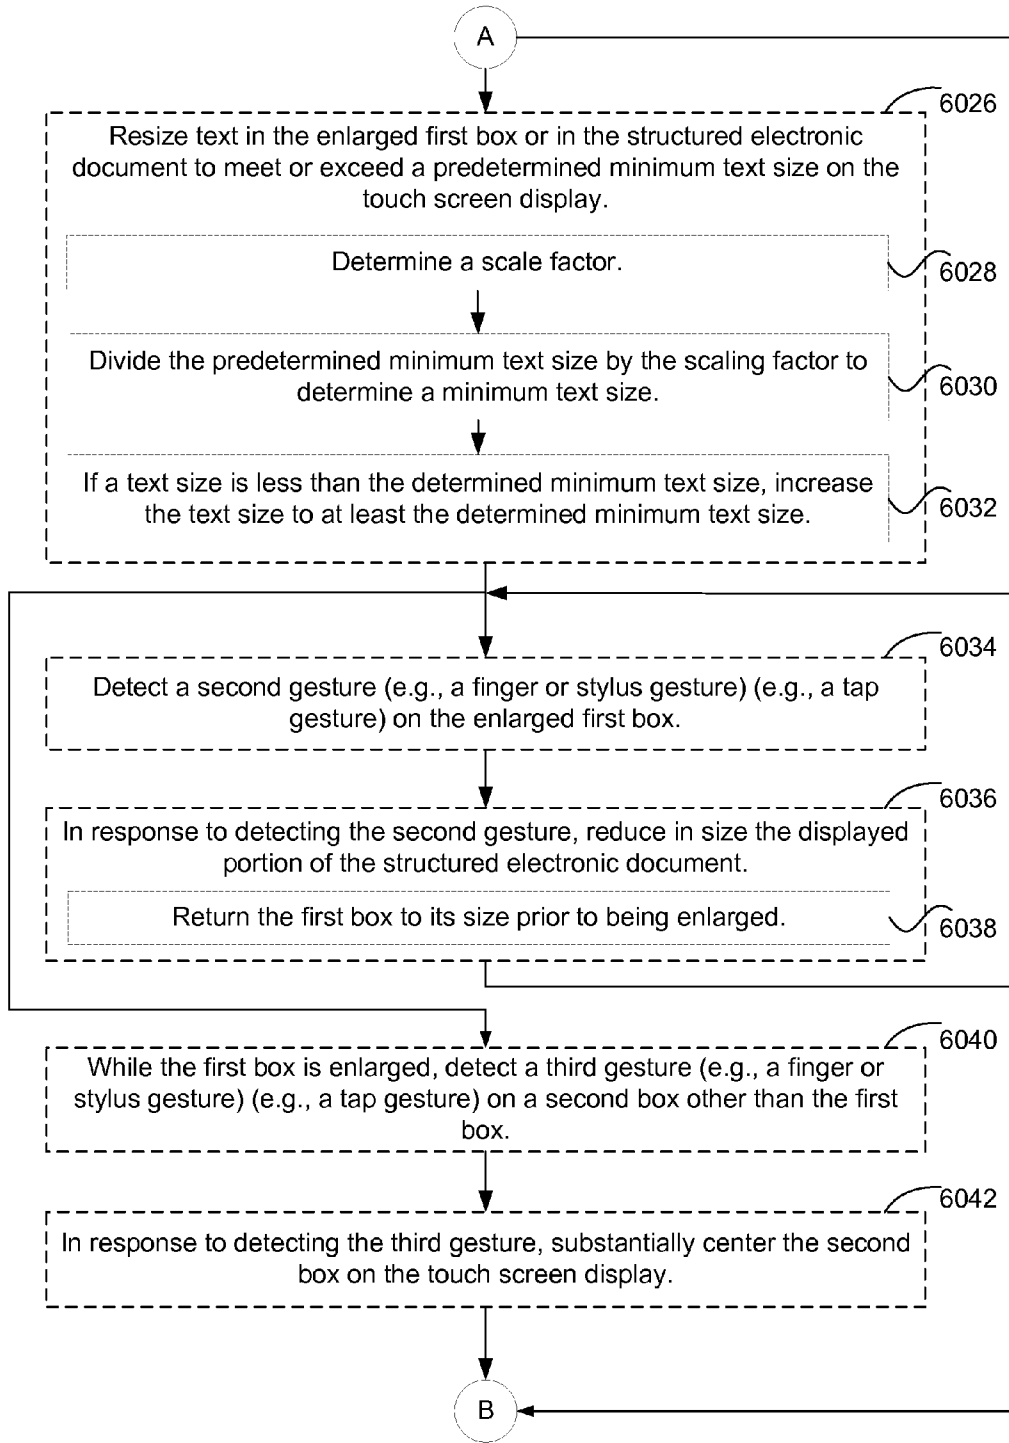 A
6026
Resize text in the enlarged first box or in the structured electronic
document to meet or exceed a predetermined minimum text size on the
touch screen display.
Determine a scale factor.
6028
Divide the predetermined minimum text size by the scaling factor to
determine a minimum text size.
6030
If a text size is less than the determined minimum text size, increase
the text size to at least the determined minimum text size.
6032
6034
Detect a second gesture (e.g., a finger or stylus gesture) (e.g., a tap
gesture) on the enlarged first box.
6036
In response to detecting the second gesture, reduce in size the displayed
portion of the structured electronic document.
Return the first box to its size prior to being enlarged.
6038
6040
While the first box is enlarged, detect a third gesture (e.g., a finger or
stylus gesture) (e.g., a tap gesture) on a second box other than the first
box.
6042
In response to detecting the third gesture, substantially center the second
box on the touch screen display.
B